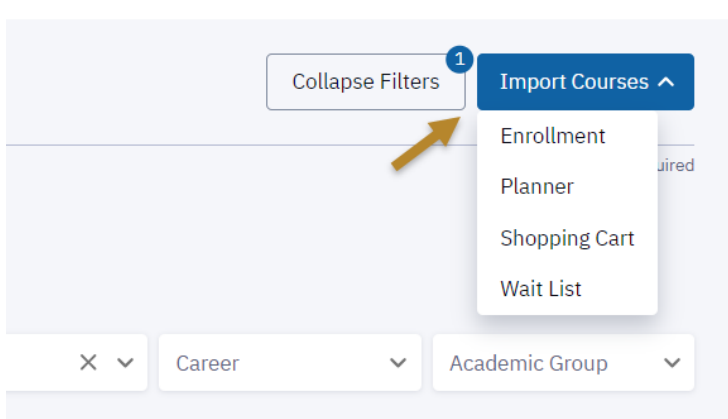 1
Collapse Filters
Import Courses
Enrollment
Planner
Shopping Cart
Wait List
Career
Academic Group